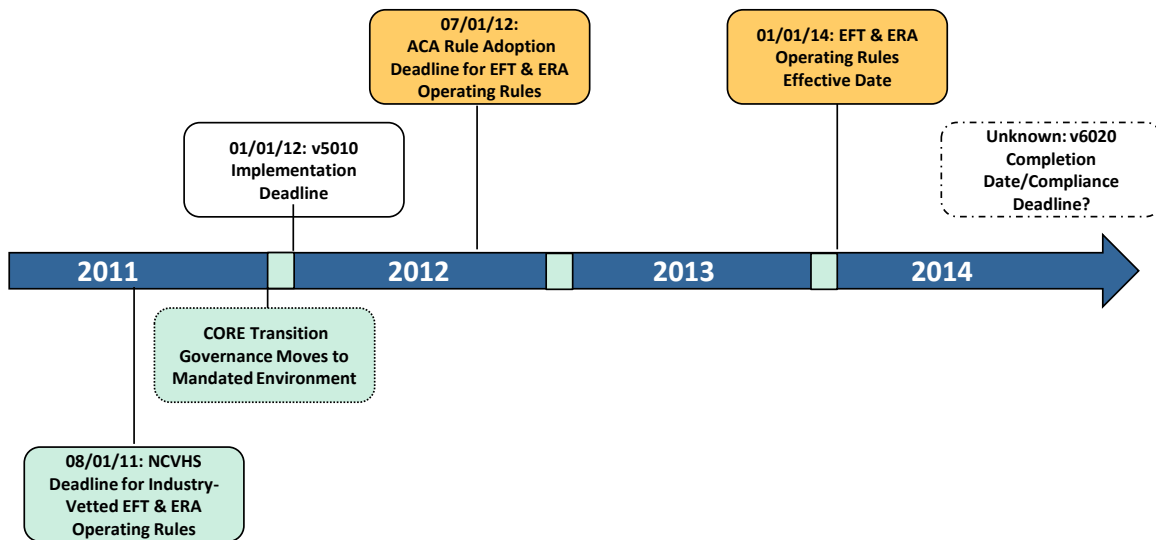 07/01/12:
ACA Rule Adoption
Deadline for EFT & ERA
Operating Rules
01/01/14: EFT & ERA
Operating Rules
Effective Date
01/01/12: v5010
Implementation
Deadline
Unknown: v6020
Completion
Date/Compliance
Deadline?
2011
2012
2013
2014
CORE Transition
Governance Moves to
Mandated Environment
08/01/11: NCVHS
Deadline for Industry-
Vetted EFT & ERA
Operating Rules